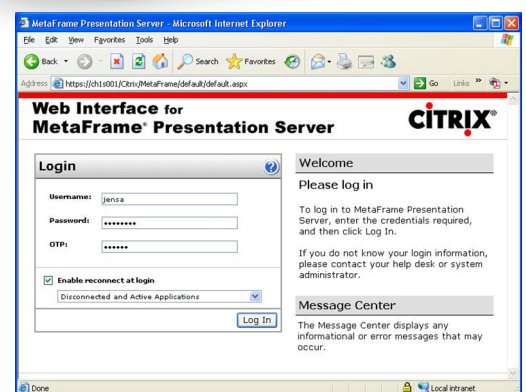 MetaFrame Presentation Server - Microsoft Internet Explorer
File Edit View Favorites Tools Help
Back Search Favorites
Address https://ch1s001/Citrix/MetaFrame/default/default.aspx Go Links »
Web Interface for
MetaFrame® Presentation Server
CİTRIX®
Login
Username: jensa
Password: ••••••••
OTP: ••••••
Enable reconnect at login
Disconnected and Active Applications
Log In
Welcome
Please log in
To log in to MetaFrame Presentation
Server, enter the credentials required,
and then click Log In.
If you do not know your login information,
please contact your help desk or system
administrator.
Message Center
The Message Center displays any
informational or error messages that may
occur.
Done Local intranet